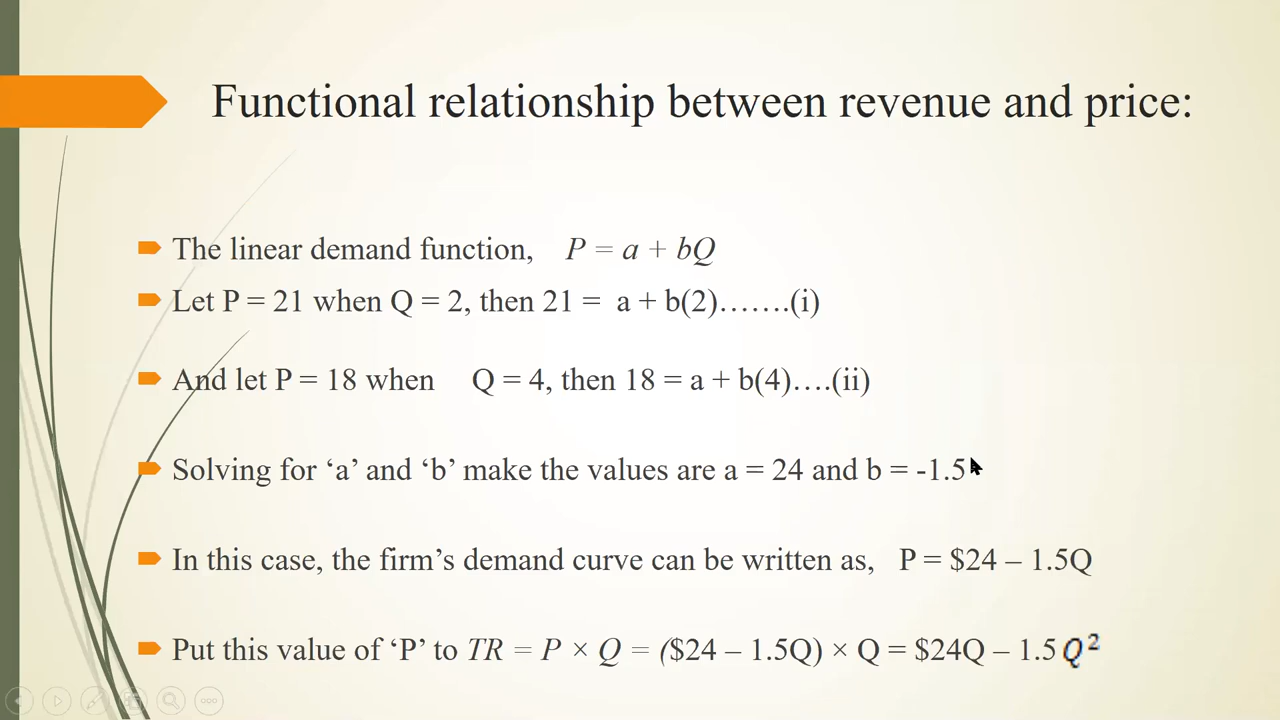 Functional relationship between revenue and price:
The linear demand function, P = a + bQ
Let P = 21 when Q = 2, then 21 = a + b(2)…….(i)
And let P = 18 when Q = 4, then 18 = a + b(4)….(ii)
Solving for ‘a’ and ‘b’ make the values are a = 24 and b = -1.5
In this case, the firm’s demand curve can be written as, P = $24 – 1.5Q
Put this value of ‘P’ to TR = P × Q = ($24 – 1.5Q) × Q = $24Q – 1.5 Q²